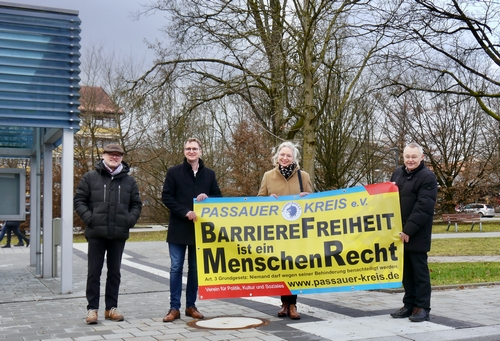 PASSAUER KREIS e.V.
BARRIEREFREIHEIT
ist ein
MENSCHENRECHT
Art. 3 Grundgesetz: Niemand darf wegen seiner Behinderung benachteiligt werden.
Verein für Politik, Kultur und Soziales www.passauer-kreis.de